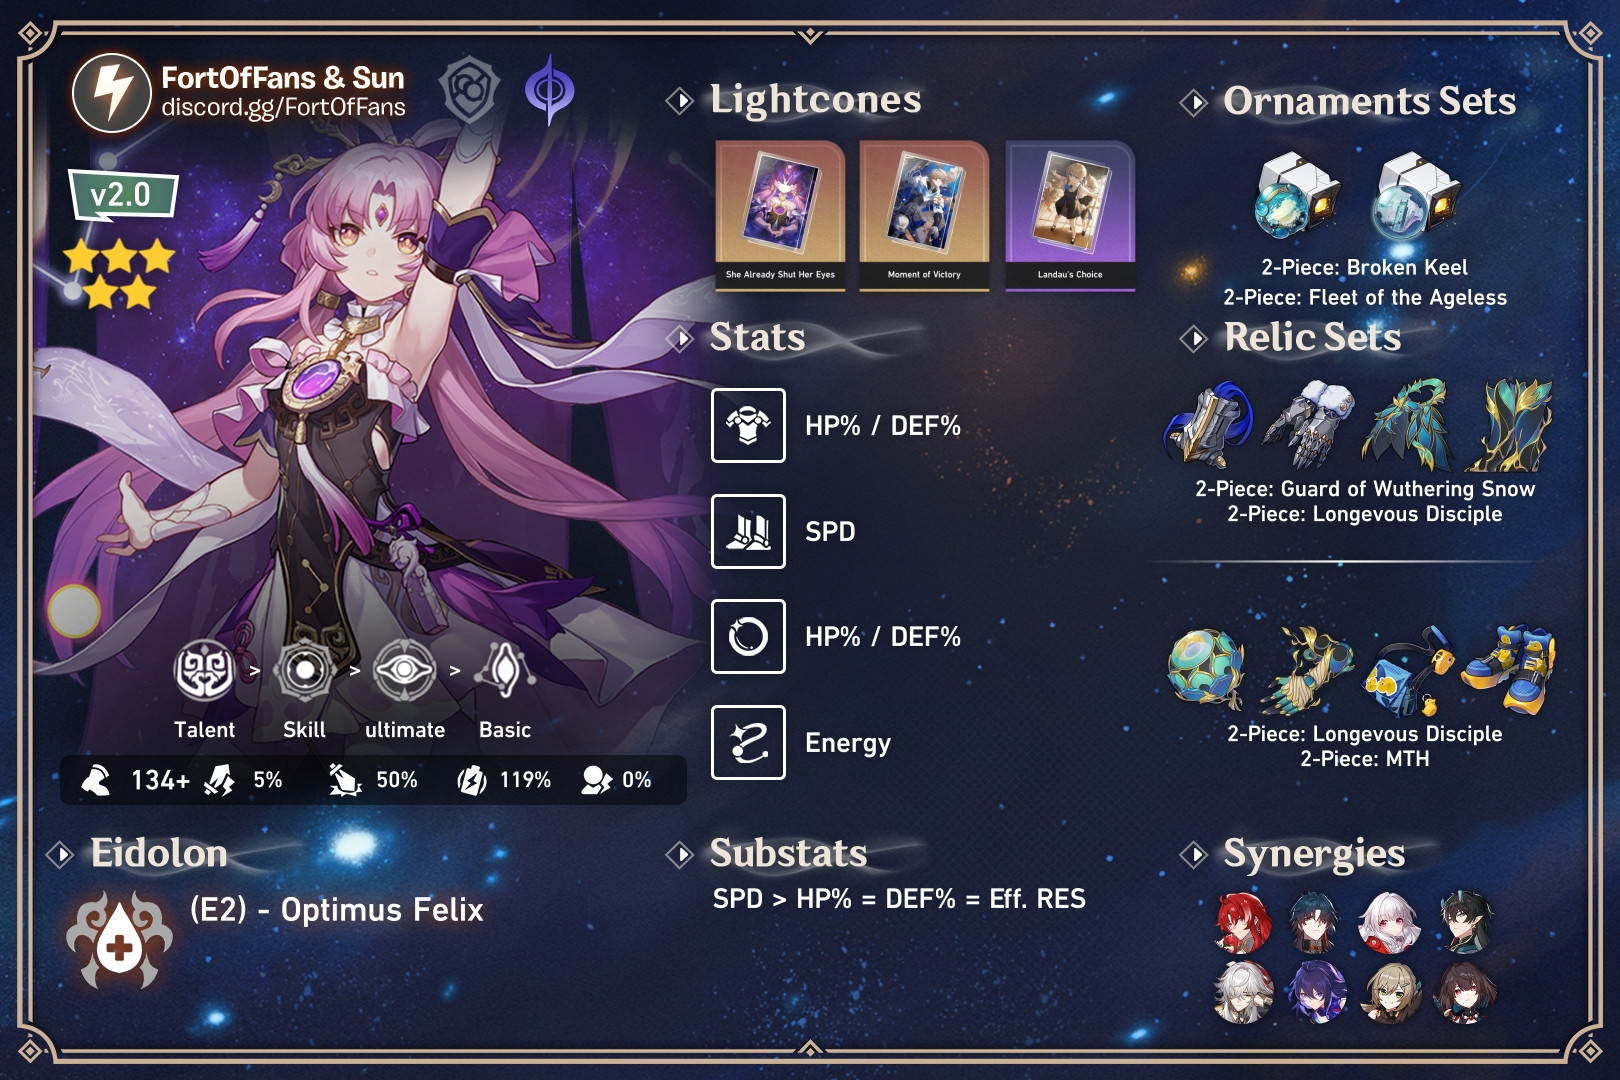 FortOfFans & Sun
discord.gg/FortOfFans
v2.0
Talent > Skill > ultimate > Basic
134+ 5% 50% 119% 0%
Eidolon
(E2) - Optimus Felix
Lightcones
She Already Shut Her Eyes
Moment of Victory
Landau's Choice
Stats
HP% / DEF%
SPD
HP% / DEF%
Energy
Substats
SPD > HP% = DEF% = Eff. RES
Ornaments Sets
2-Piece: Broken Keel
2-Piece: Fleet of the Ageless
Relic Sets
2-Piece: Guard of Wuthering Snow
2-Piece: Longevous Disciple
2-Piece: Longevous Disciple
2-Piece: MTH
Synergies